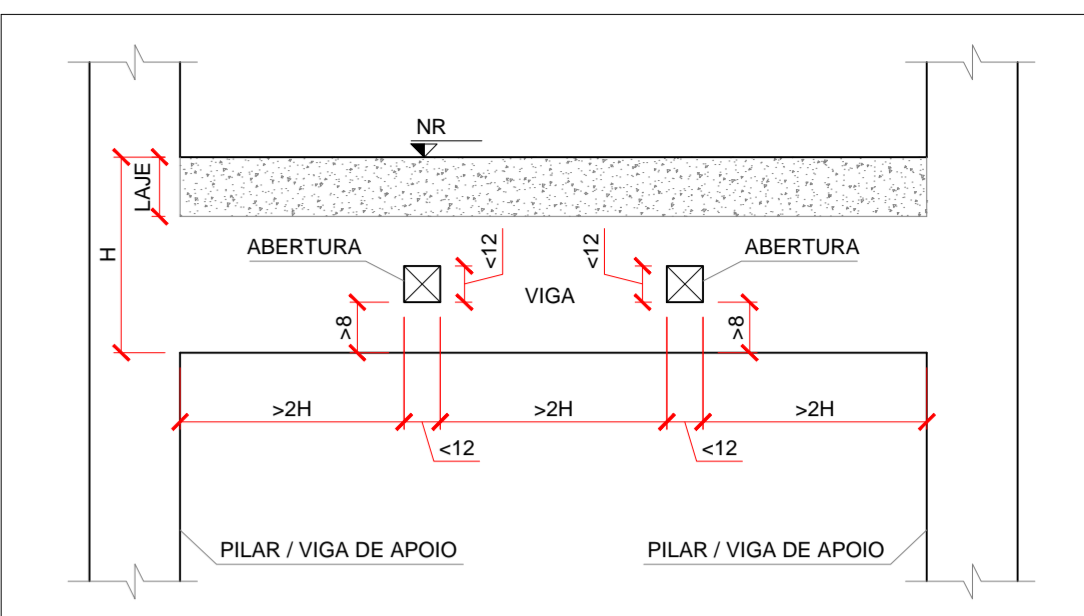 NR
LAJE
H
ABERTURA
<12
<12
ABERTURA
VIGA
>8
>8
>2H
>2H
>2H
<12
<12
PILAR / VIGA DE APOIO
PILAR / VIGA DE APOIO